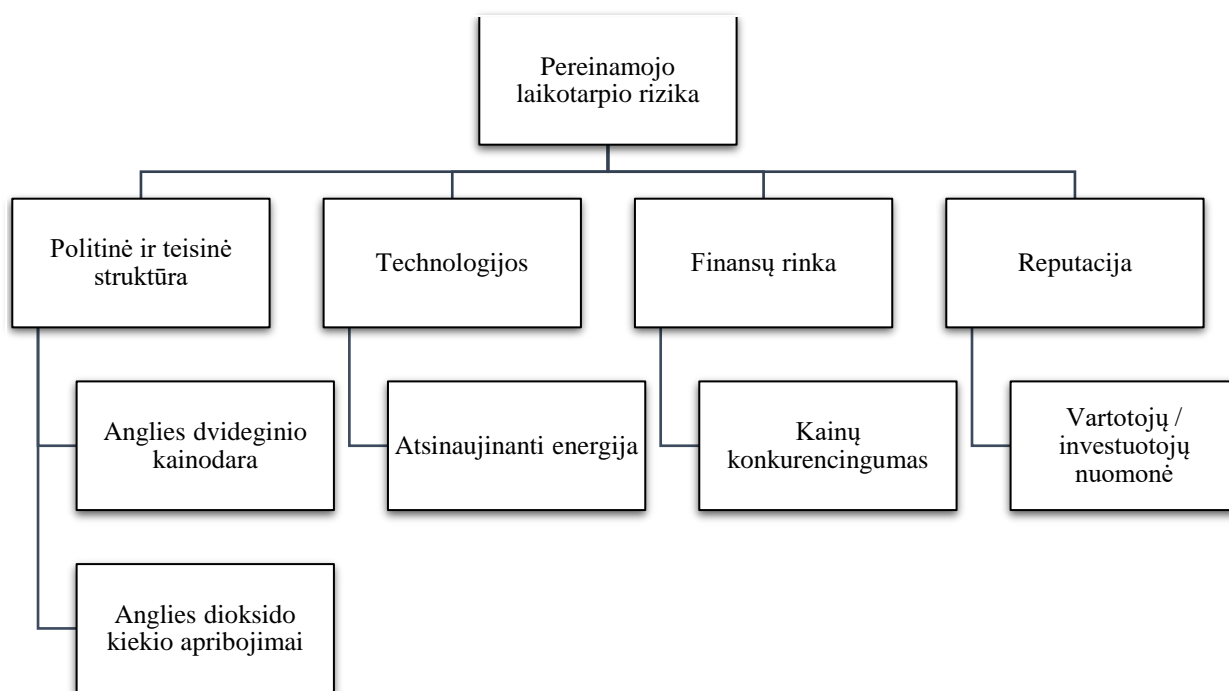 Pereinamojo
laikotarpio rizika
Politinė ir teisinė
struktūra
Technologijos
Finansų rinka
Reputacija
Anglies dvideginio
kainodara
Atsinaujinanti energija
Kainų
konkurencingumas
Vartotojų /
investuotojų
nuomonė
Anglies dioksido
kiekio apribojimai